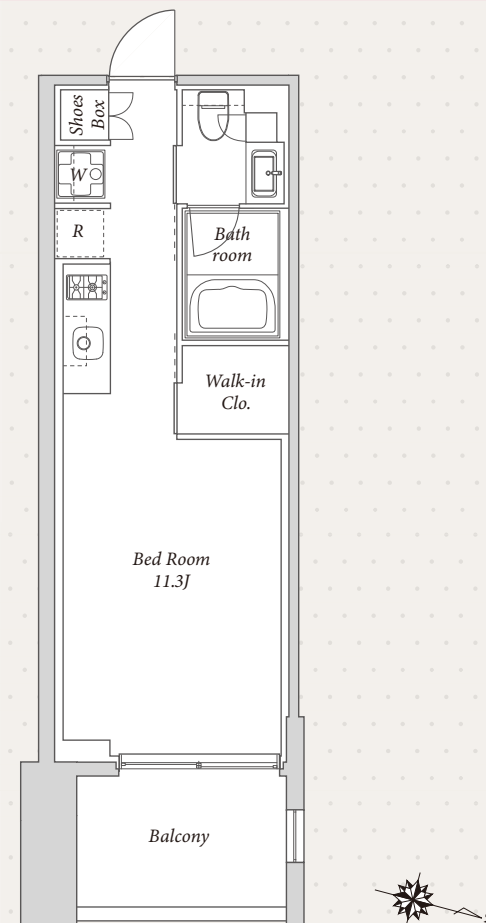 Shoes
Box
W
R
Bath
room
Walk-in
Clo.
Bed Room
11.3J
Balcony